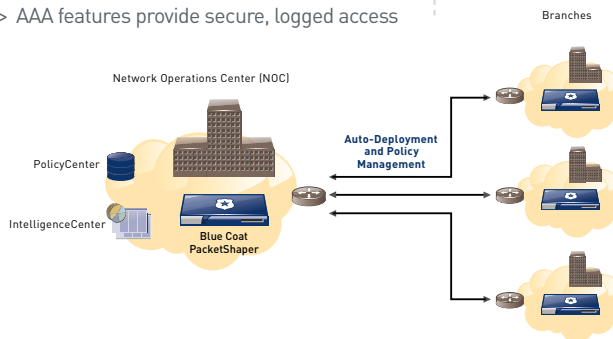 > AAA features provide secure, logged access
Branches
Network Operations Center (NOC)
Auto-Deployment
and Policy
Management
PolicyCenter
IntelligenceCenter
Blue Coat
PacketShaper